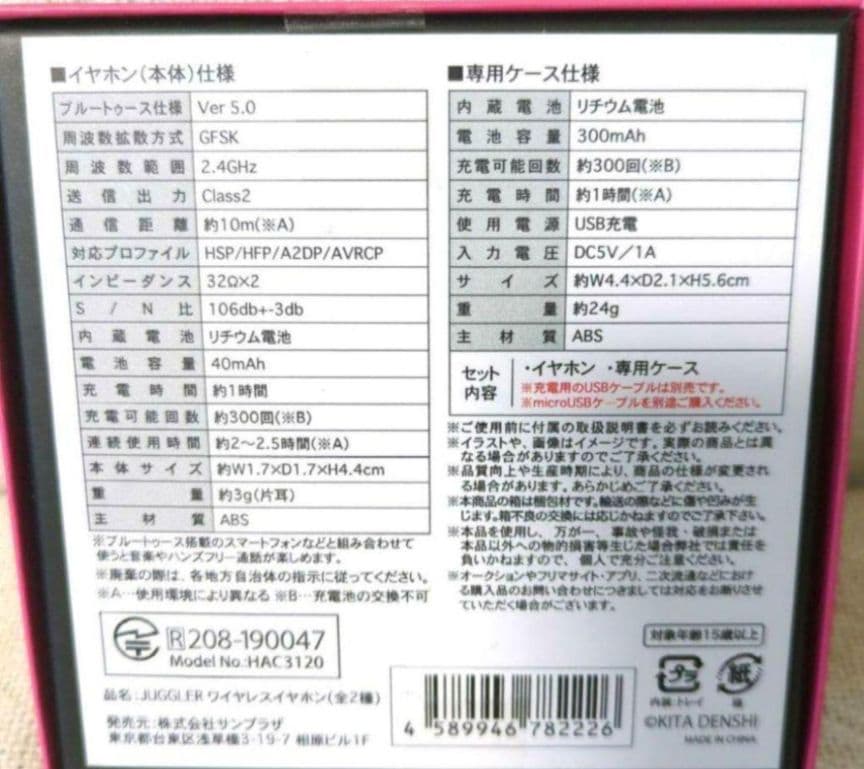 ■イヤホン(本体)仕様
ブルートゥース仕様 Ver 5.0
周波数拡散方式 GFSK
周波数範囲 2.4GHz
送信出力 Class2
通信距離 約10m(※A)
対応プロファイル HSP/HFP/A2DP/AVRCP
インピーダンス 32Ω×2
S/N比 106db+-3db
内蔵電池 リチウム電池
電池容量 40mAh
充電時間 約1時間
充電可能回数 約300回(※B)
連続使用時間 約2〜2.5時間(※A)
本体サイズ 約W1.7×D1.7×H4.4cm
重量 約3g(片耳)
主材質 ABS
※ブルートゥース搭載のスマートフォンなどと組み合わせて
使うと音楽やハンズフリー通話が楽しめます。
※廃棄の際は、各地方自治体の指示に従ってください。
※A…使用環境により異なる ※B…充電池の交換不可
R 208-190047
Model No.:HAC3120
品名:JUGGLER ワイヤレスイヤホン(全2種)
発売元:株式会社サンプラザ
東京都台東区浅草橋3-19-7 相原ビル1F
■専用ケース仕様
内蔵電池 リチウム電池
電池容量 300mAh
充電可能回数 約300回(※B)
充電時間 約1時間(※A)
使用電源 USB充電
入力電圧 DC5V/1A
サイズ 約W4.4×D2.1×H5.6cm
重量 約24g
主材質 ABS
セット内容 ・イヤホン ・専用ケース
※充電用のUSBケーブルは別売です。
※microUSBケーブルを別途ご購入ください。
※ご使用前に付属の取扱説明書を必ずお読みください。
※イラストや、画像はイメージです。実際の商品とは異
なる場合がありますのでご了承ください。
※品質向上や生産時期により、商品の仕様が変更され
る場合があります。あらかじめご了承ください。
※本商品の箱は梱包材です。輸送の際などに傷や凹みが生
じます。箱不良の交換には応じかねますのでご了承下さい。
※本品を使用し、万が一、事故や怪我・破損または
本品以外への物的損害等生じた場合弊社では責任を
負いかねますので、個人で充分ご注意ください。
※オークションやフリマサイト・アプリ、二次流通などにおけ
る購入品のお問い合わせにつきましては対応をお断りさせ
ていただく場合がございます。
対象年齢15歳以上
プラ
内装:トレイ
紙
箱
4 589946 782226
©KITA DENSHI
MADE IN CHINA